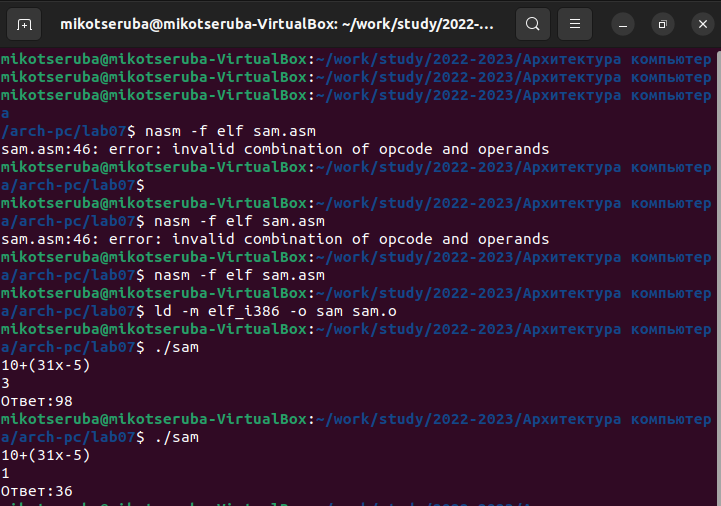 mikotseruba@mikotseruba-VirtualBox: ~/work/study/2022-...
mikotseruba@mikotseruba-VirtualBox:~/work/study/2022-2023/Архитектура компьютер
mikotseruba@mikotseruba-VirtualBox:~/work/study/2022-2023/Архитектура компьютер
mikotseruba@mikotseruba-VirtualBox:~/work/study/2022-2023/Архитектура компьютер
а
/arch-pc/lab07$ nasm -f elf sam.asm
sam.asm:46: error: invalid combination of opcode and operands
mikotseruba@mikotseruba-VirtualBox:~/work/study/2022-2023/Архитектура компьютер
а/arch-pc/lab07$
mikotseruba@mikotseruba-VirtualBox:~/work/study/2022-2023/Архитектура компьютер
а/arch-pc/lab07$ nasm -f elf sam.asm
sam.asm:46: error: invalid combination of opcode and operands
mikotseruba@mikotseruba-VirtualBox:~/work/study/2022-2023/Архитектура компьютер
а/arch-pc/lab07$ nasm -f elf sam.asm
mikotseruba@mikotseruba-VirtualBox:~/work/study/2022-2023/Архитектура компьютер
а/arch-pc/lab07$ ld -m elf_i386 -o sam sam.o
mikotseruba@mikotseruba-VirtualBox:~/work/study/2022-2023/Архитектура компьютер
а/arch-pc/lab07$ ./sam
10+(31x-5)
3
Ответ:98
mikotseruba@mikotseruba-VirtualBox:~/work/study/2022-2023/Архитектура компьютер
а/arch-pc/lab07$ ./sam
10+(31x-5)
1
Ответ:36